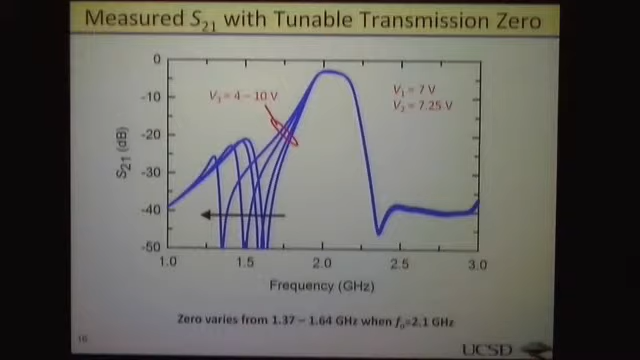 Measured S21 with Tunable Transmission Zero
0
V3 = 4 – 10 V
V1 = 7 V
-10
V2 = 7.25 V
-20
S21 (dB)
-30
-40
-50
1.0 1.5 2.0 2.5 3.0
Frequency (GHz)
Zero varies from 1.37 – 1.64 GHz when fo=2.1 GHz
16
UCSD